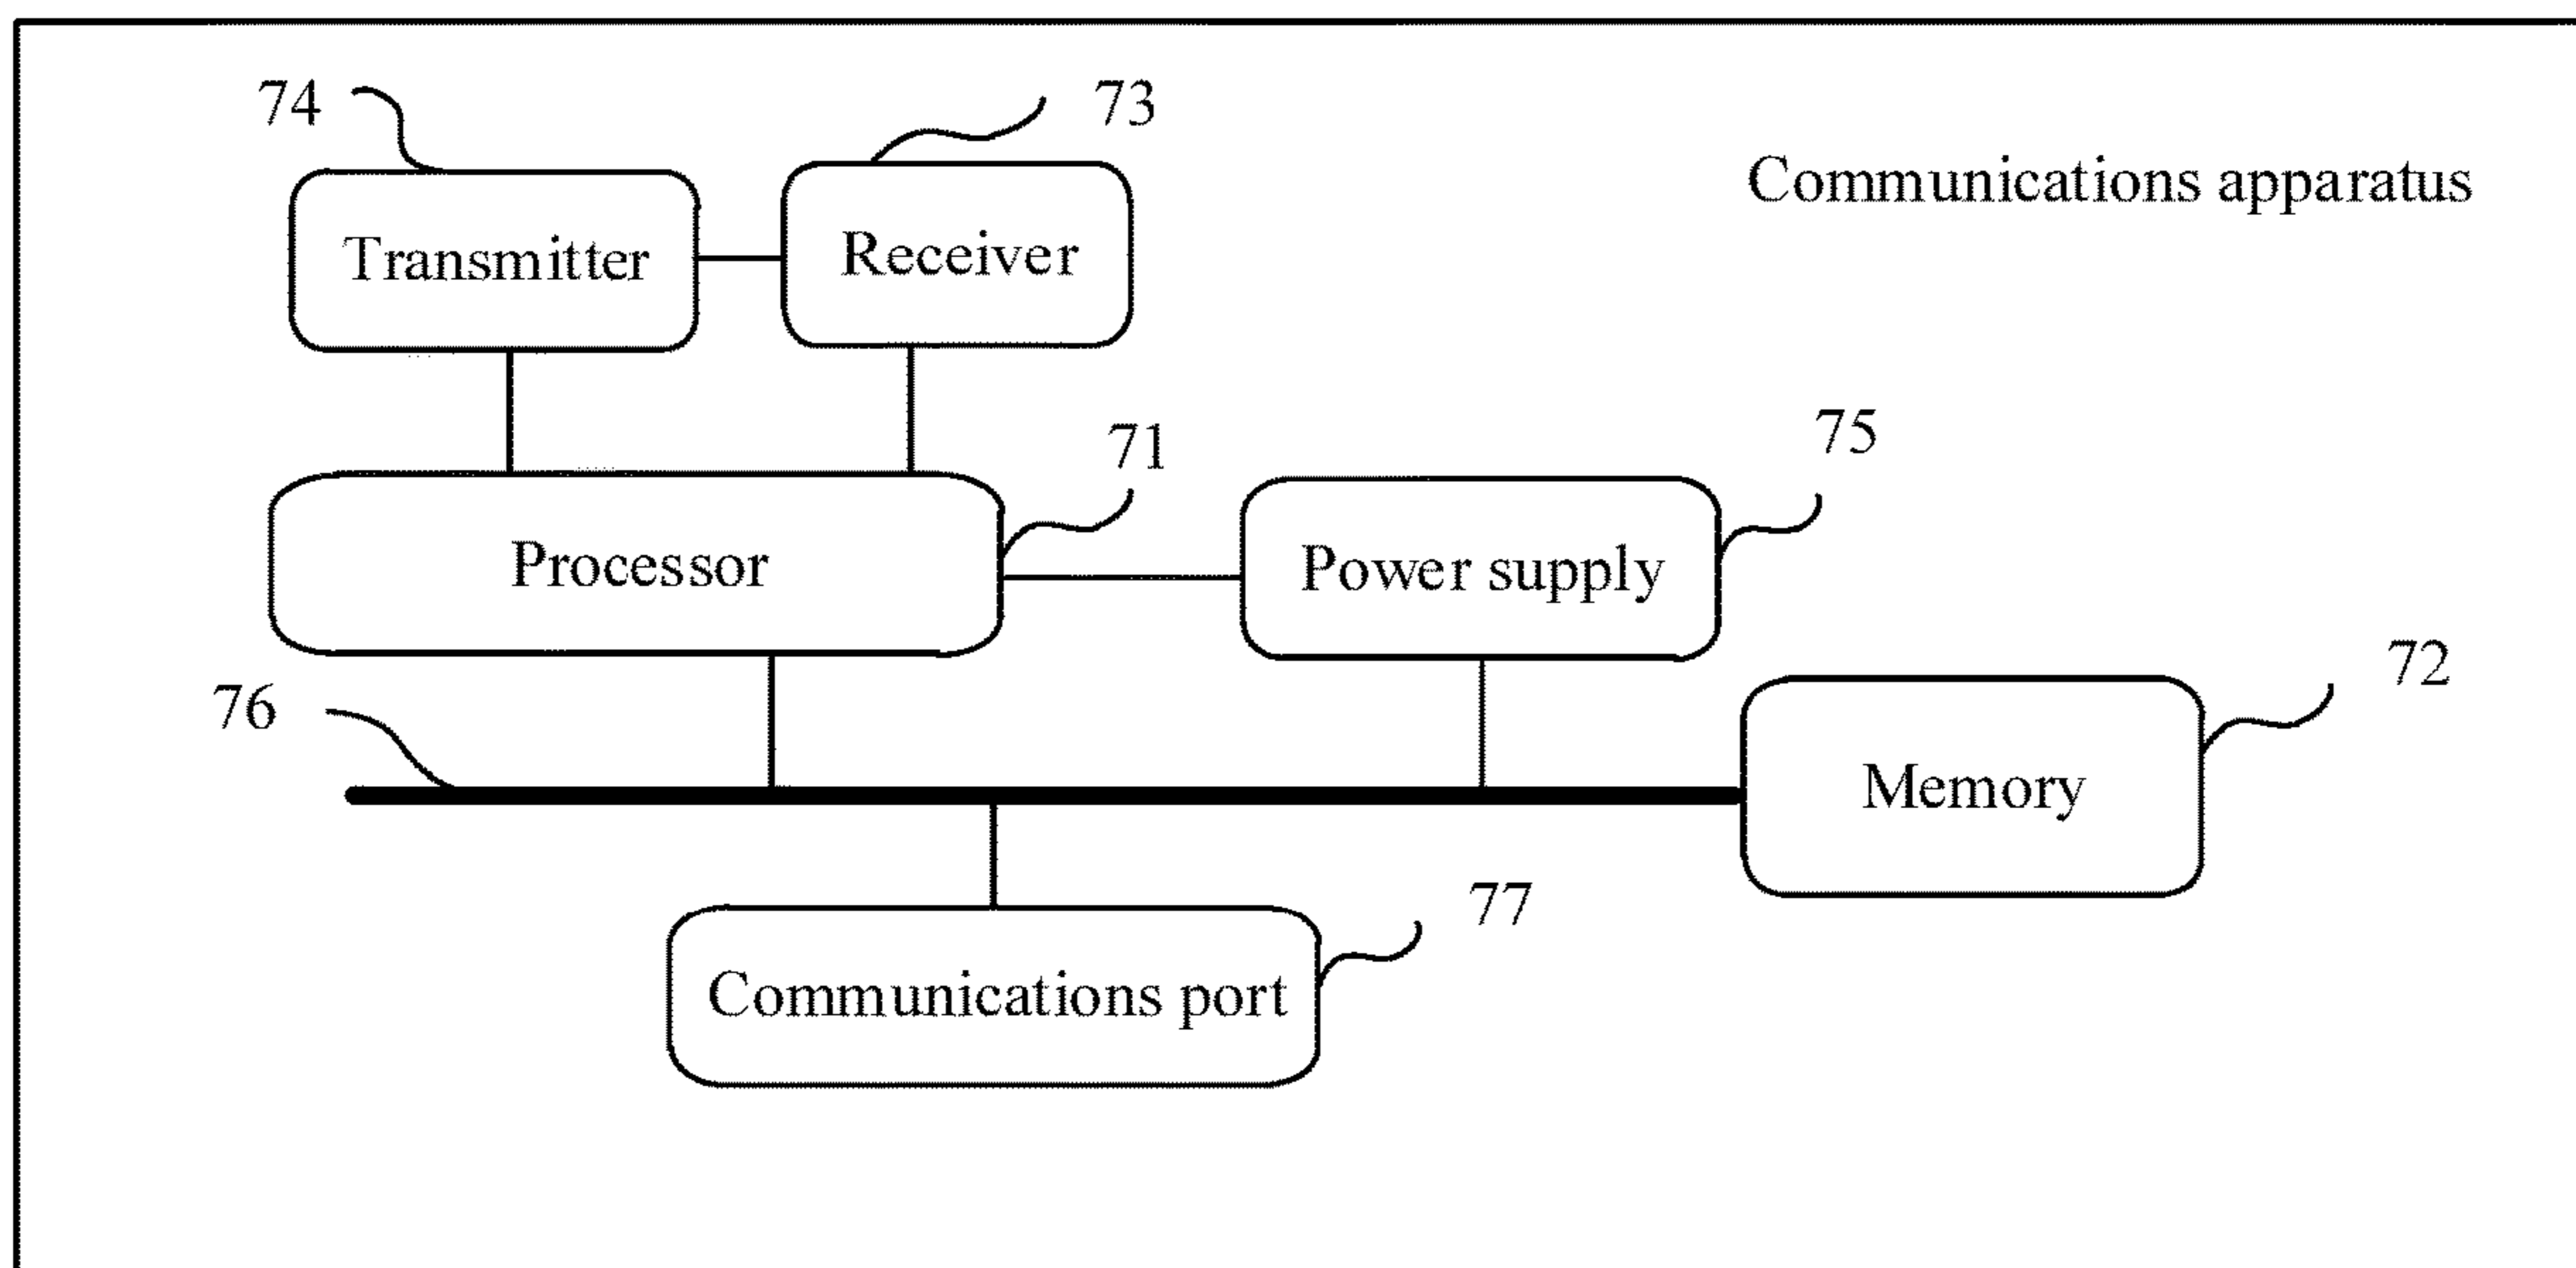 74
73
Communications apparatus
Transmitter
Receiver
71
75
Processor
Power supply
72
76
Memory
77
Communications port